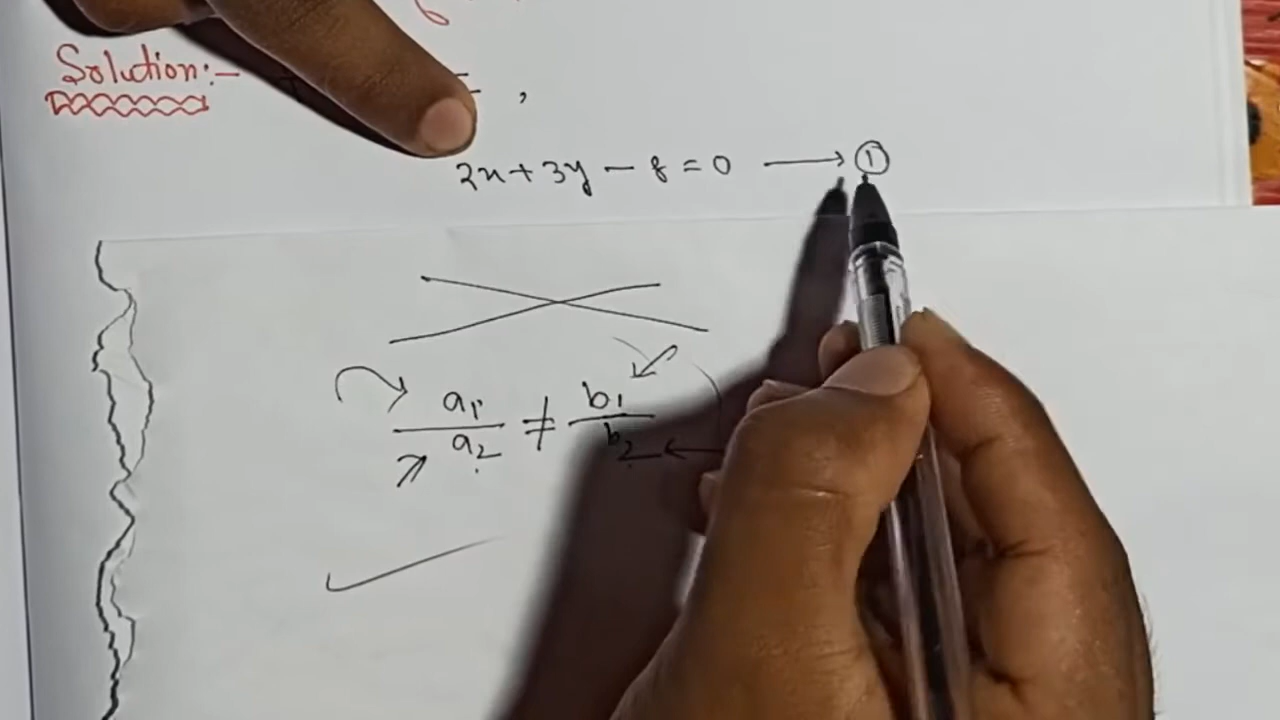 Solution:-
,
2x+3y-8=0 → ①
a₁/a₂ ≠ b₁/b₂